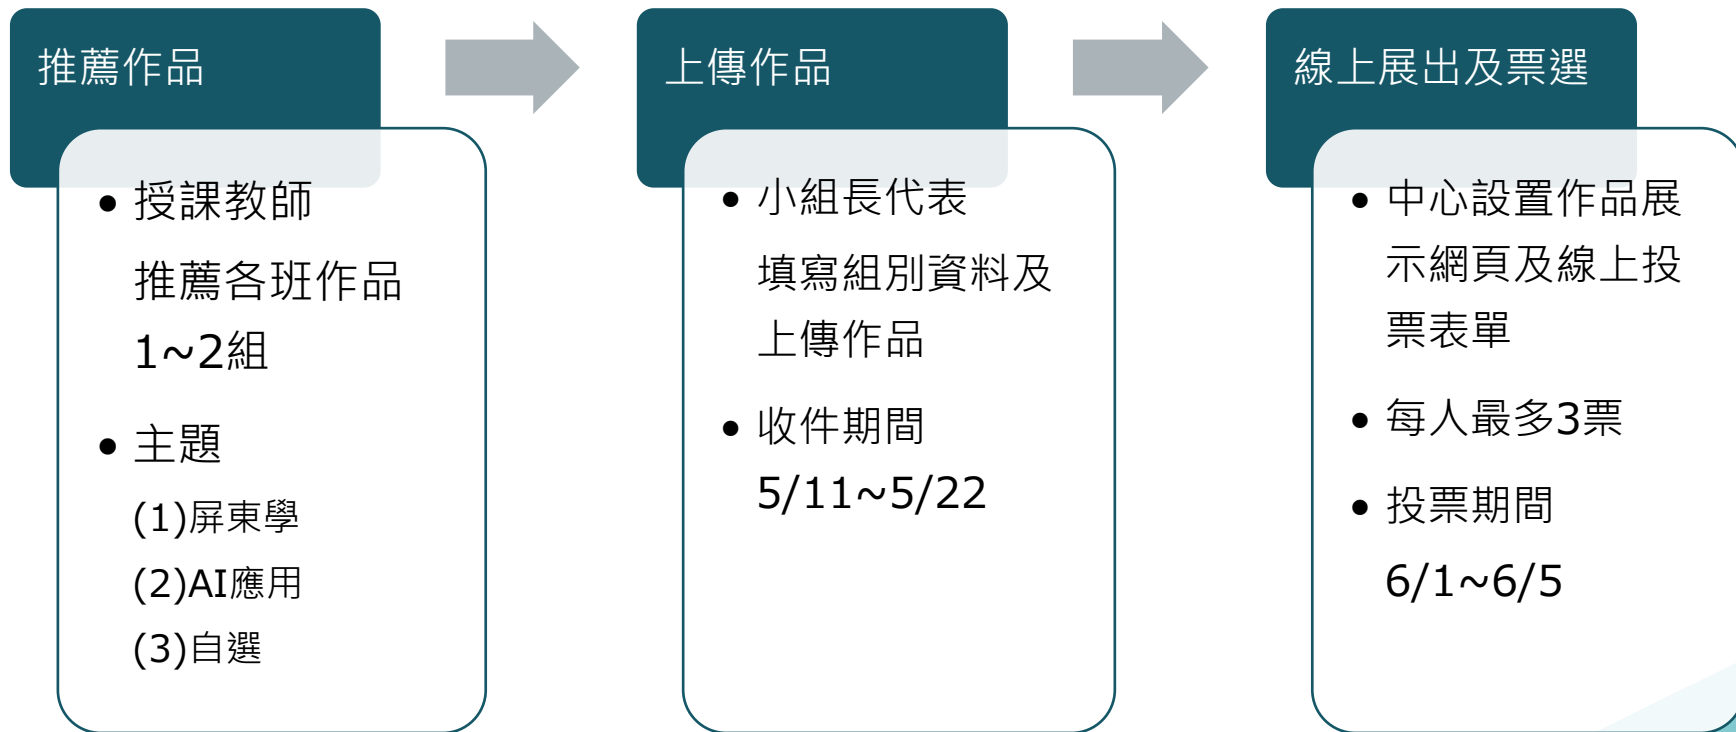 推薦作品
• 授課教師
推薦各班作品
1~2組
• 主題
(1)屏東學
(2)AI應用
(3)自選
上傳作品
• 小組長代表
填寫組別資料及
上傳作品
• 收件期間
5/11~5/22
線上展出及票選
• 中心設置作品展
示網頁及線上投
票表單
• 每人最多3票
• 投票期間
6/1~6/5